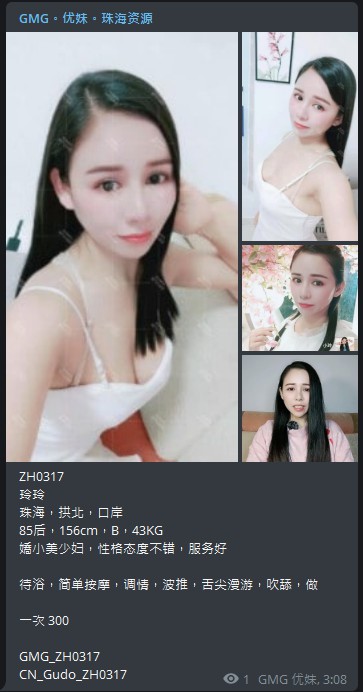 GMG。优妹。珠海资源
ZH0317
玲玲
珠海，拱北，口岸
85后，156cm，B，43KG
嬌小美少妇，性格态度不错，服务好
待浴，简单按摩，调情，波推，舌尖漫游，吹舔，做
一次 300
GMG_ZH0317
CN_Gudo_ZH0317
1 GMG 优妹, 3:08